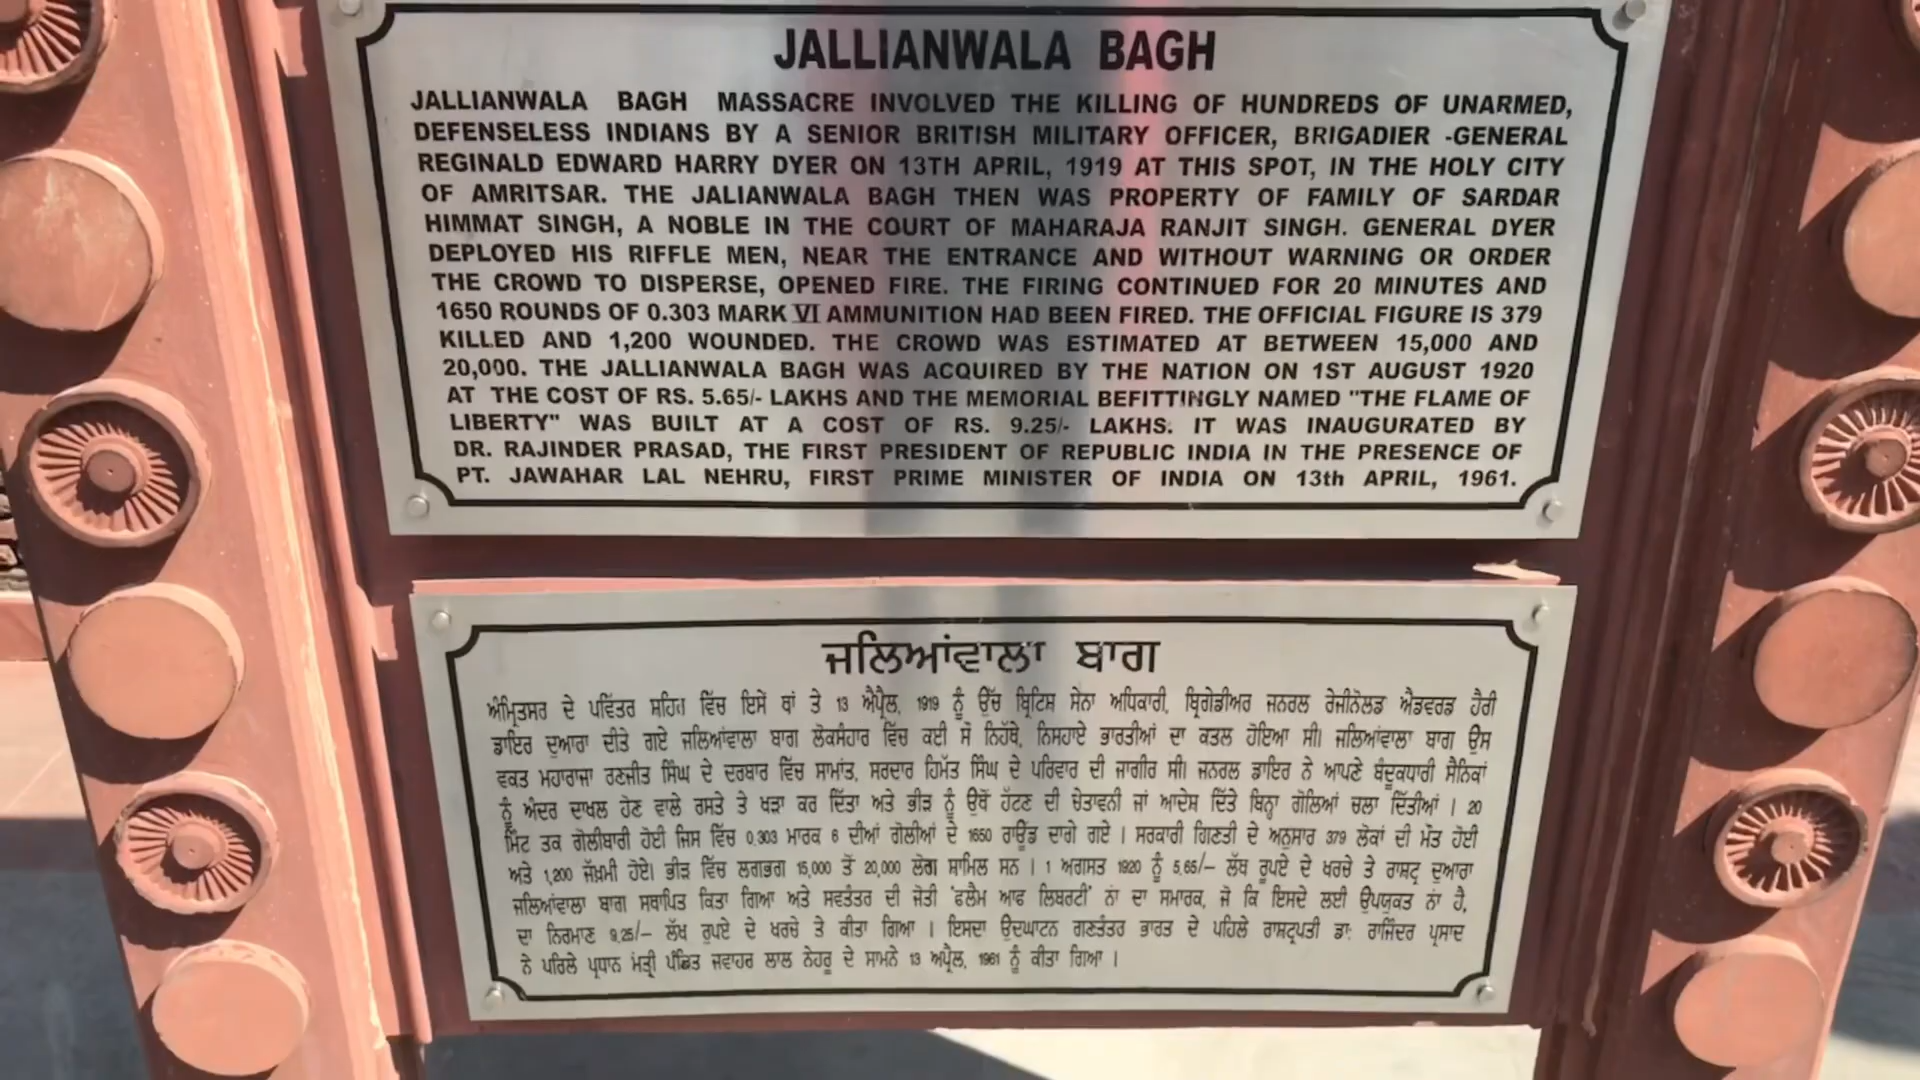 JALLIANWALA BAGH
JALLIANWALA BAGH MASSACRE INVOLVED THE KILLING OF HUNDREDS OF UNARMED,
DEFENSELESS INDIANS BY A SENIOR BRITISH MILITARY OFFICER, BRIGADIER -GENERAL
REGINALD EDWARD HARRY DYER ON 13TH APRIL, 1919 AT THIS SPOT, IN THE HOLY CITY
OF AMRITSAR. THE JALIANWALA BAGH THEN WAS PROPERTY OF FAMILY OF SARDAR
HIMMAT SINGH, A NOBLE IN THE COURT OF MAHARAJA RANJIT SINGH. GENERAL DYER
DEPLOYED HIS RIFFLE MEN, NEAR THE ENTRANCE AND WITHOUT WARNING OR ORDER
THE CROWD TO DISPERSE, OPENED FIRE. THE FIRING CONTINUED FOR 20 MINUTES AND
1650 ROUNDS OF 0.303 MARK VI AMMUNITION HAD BEEN FIRED. THE OFFICIAL FIGURE IS 379
KILLED AND 1,200 WOUNDED. THE CROWD WAS ESTIMATED AT BETWEEN 15,000 AND
20,000. THE JALLIANWALA BAGH WAS ACQUIRED BY THE NATION ON 1ST AUGUST 1920
AT THE COST OF RS. 5.65/- LAKHS AND THE MEMORIAL BEFITTINGLY NAMED "THE FLAME OF
LIBERTY" WAS BUILT AT A COST OF RS. 9.25/- LAKHS. IT WAS INAUGURATED BY
DR. RAJINDER PRASAD, THE FIRST PRESIDENT OF REPUBLIC INDIA IN THE PRESENCE OF
PT. JAWAHAR LAL NEHRU, FIRST PRIME MINISTER OF INDIA ON 13th APRIL, 1961.
ਜਲਿਆਂਵਾਲਾ ਬਾਗ
ਅੰਮ੍ਰਿਤਸਰ ਦੇ ਪਵਿੱਤਰ ਸ਼ਹਿਰ ਵਿੱਚ ਇਸੇ ਥਾਂ ਤੇ 13 ਐਪ੍ਰੈਲ, 1919 ਨੂੰ ਉੱਚ ਬ੍ਰਿਟਿਸ਼ ਸੇਨਾ ਅਧਿਕਾਰੀ, ਬ੍ਰਿਗੇਡੀਅਰ ਜਨਰਲ ਰੇਜੀਨੋਲਡ ਐਡਵਰਡ ਹੈਰੀ
ਡਾਇਰ ਦੁਆਰਾ ਕੀਤੇ ਗਏ ਜਲਿਆਂਵਾਲਾ ਬਾਗ ਲੋਕਸੰਹਾਰ ਵਿੱਚ ਕਈ ਸੌ ਨਿਹੱਥੇ, ਨਿਸਹਾਏ ਭਾਰਤੀਆਂ ਦਾ ਕਤਲ ਹੋਇਆ ਸੀ। ਜਲਿਆਂਵਾਲਾ ਬਾਗ ਉਸ
ਵਕਤ ਮਹਾਰਾਜਾ ਰਣਜੀਤ ਸਿੰਘ ਦੇ ਦਰਬਾਰ ਵਿੱਚ ਸਾਮੰਤ, ਸਰਦਾਰ ਹਿਮੱਤ ਸਿੰਘ ਦੇ ਪਰਿਵਾਰ ਦੀ ਜਾਗੀਰ ਸੀ। ਜਨਰਲ ਡਾਇਰ ਨੇ ਆਪਣੇ ਬੰਦੂਕਧਾਰੀ ਸੈਨਿਕਾਂ
ਨੂੰ ਅੰਦਰ ਦਾਖਲ ਹੋਣ ਵਾਲੇ ਰਸਤੇ ਤੇ ਖੜਾ ਕਰ ਦਿੱਤਾ ਅਤੇ ਭੀੜ ਨੂੰ ਉਥੋਂ ਹੱਟਣ ਦੀ ਚੇਤਾਵਨੀ ਜਾਂ ਆਦੇਸ਼ ਦਿੱਤੇ ਬਿਨ੍ਹਾ ਗੋਲਿਆਂ ਚਲਾ ਦਿੱਤੀਆਂ । 20
ਮਿੰਟ ਤਕ ਗੋਲੀਬਾਰੀ ਹੋਈ ਜਿਸ ਵਿੱਚ 0.303 ਮਾਰਕ 6 ਦੀਆਂ ਗੋਲੀਆਂ ਦੇ 1650 ਰਾਊਂਡ ਦਾਗੇ ਗਏ । ਸਰਕਾਰੀ ਗਿਣਤੀ ਦੇ ਅਨੁਸਾਰ 379 ਲੋਕਾਂ ਦੀ ਮੌਤ ਹੋਈ
ਅਤੇ 1,200 ਜੱਖ਼ਮੀ ਹੋਏ। ਭੀੜ ਵਿੱਚ ਲਗਭਗ 15,000 ਤੋਂ 20,000 ਲੋਗ ਸ਼ਾਮਿਲ ਸਨ । 1 ਅਗਸਤ 1920 ਨੂੰ 5.65/– ਲੱਖ ਰੂਪਏ ਦੇ ਖਰਚੇ ਤੇ ਰਾਸ਼ਟ੍ਰ ਦੁਆਰਾ
ਜਲਿਆਂਵਾਲਾ ਬਾਗ ਸਥਾਪਿਤ ਕਿਤਾ ਗਿਆ ਅਤੇ ਸਵਤੰਤਰ ਦੀ ਜੋਤੀ 'ਫਲੈਮ ਆਫ ਲਿਬਰਟੀ' ਨਾਂ ਦਾ ਸਮਾਰਕ, ਜੋ ਕਿ ਇਸਦੇ ਲਈ ਉਪਯੁਕਤ ਨਾਂ ਹੈ,
ਦਾ ਨਿਰਮਾਣ 9.25/– ਲੱਖ ਰੁਪਏ ਦੇ ਖਰਚੇ ਤੇ ਕੀਤਾ ਗਿਆ । ਇਸਦਾ ਉਦਘਾਟਨ ਗਣਤੰਤਰ ਭਾਰਤ ਦੇ ਪਹਿਲੇ ਰਾਸ਼ਟ੍ਰਪਤੀ ਡਾ: ਰਾਜਿੰਦਰ ਪ੍ਰਸਾਦ
ਨੇ ਪਹਿਲੇ ਪ੍ਰਧਾਨ ਮੰਤ੍ਰੀ ਪੰਡਿਤ ਜਵਾਹਰ ਲਾਲ ਨੇਹਰੂ ਦੇ ਸਾਮਨੇ 13 ਅਪ੍ਰੈਲ, 1961 ਨੂੰ ਕੀਤਾ ਗਿਆ ।